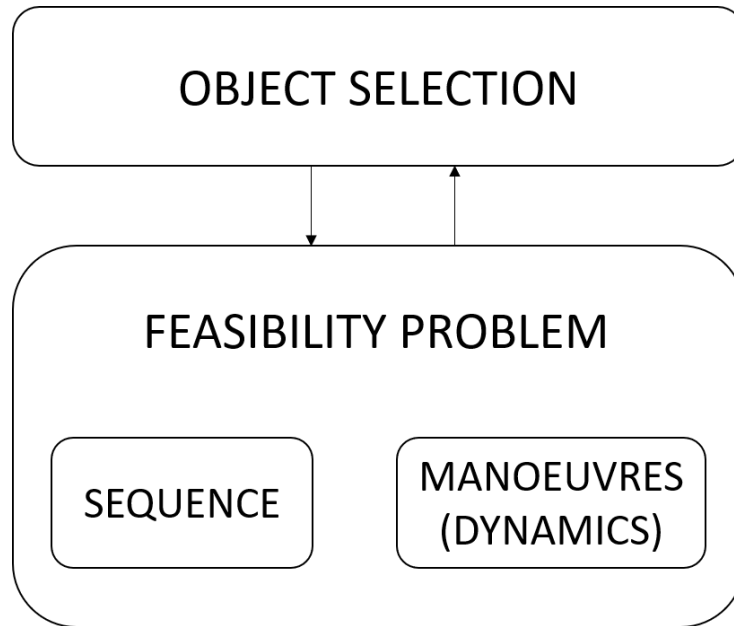 OBJECT SELECTION
FEASIBILITY PROBLEM
SEQUENCE
MANOEUVRES
(DYNAMICS)